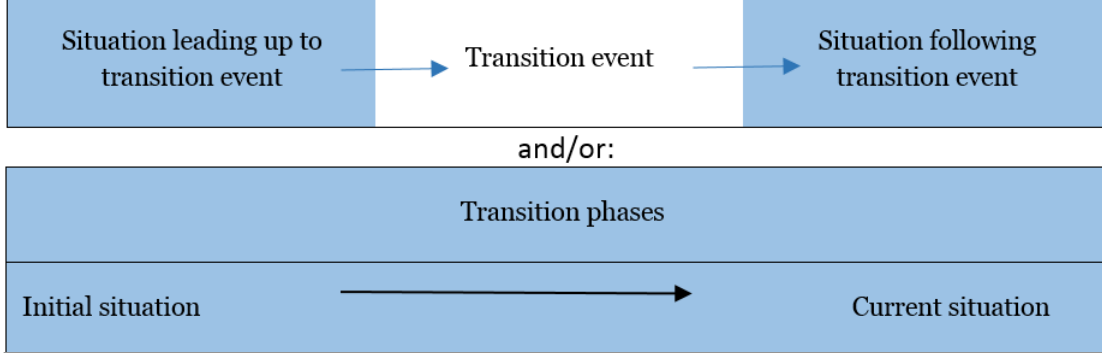 Situation leading up to
transition event
Transition event
Situation following
transition event
and/or:
Transition phases
Initial situation
Current situation